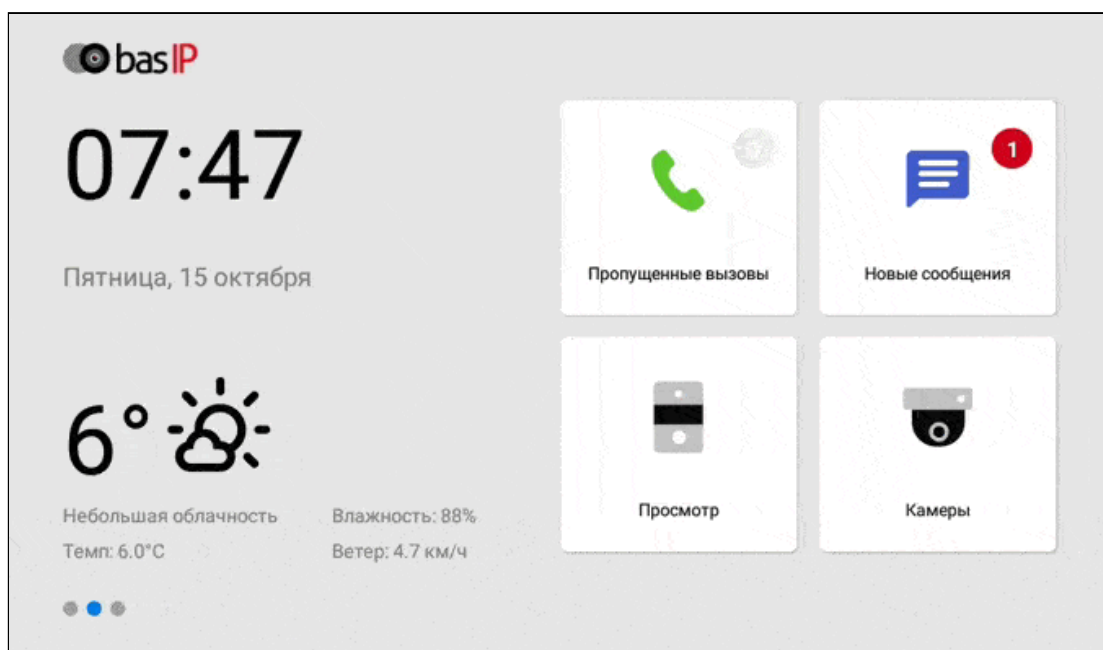 bas IP
07:47
Пятница, 15 октября
6°
Небольшая облачность
Влажность: 88%
Темп: 6.0°C
Ветер: 4.7 км/ч
Пропущенные вызовы
1
Новые сообщения
Просмотр
Камеры